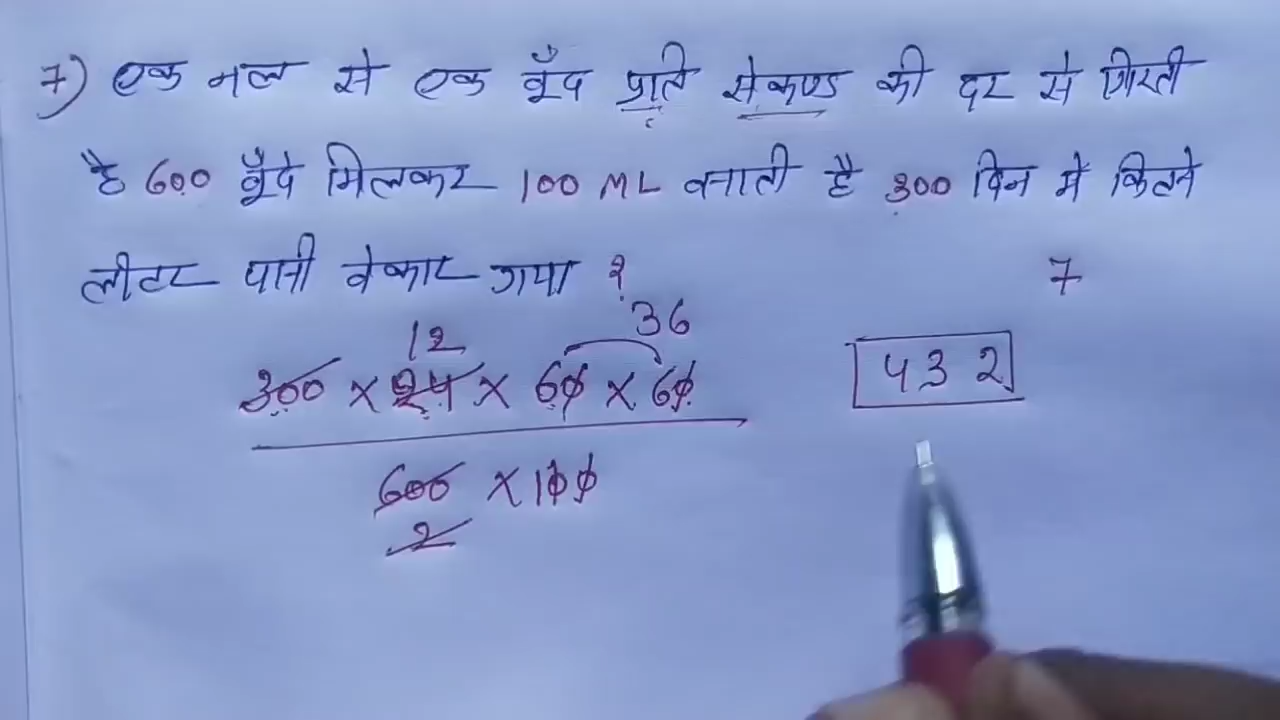 7) एक नल से एक बूँद प्रति सेकण्ड की दर से गिरती
है 600 बूँदे मिलकर 100 ML बनाती है 300 दिन में कितने
लीटर पानी बेकार गया ?
7
12 36
300 x 24 x 60 x 60
432
600 x 100
2